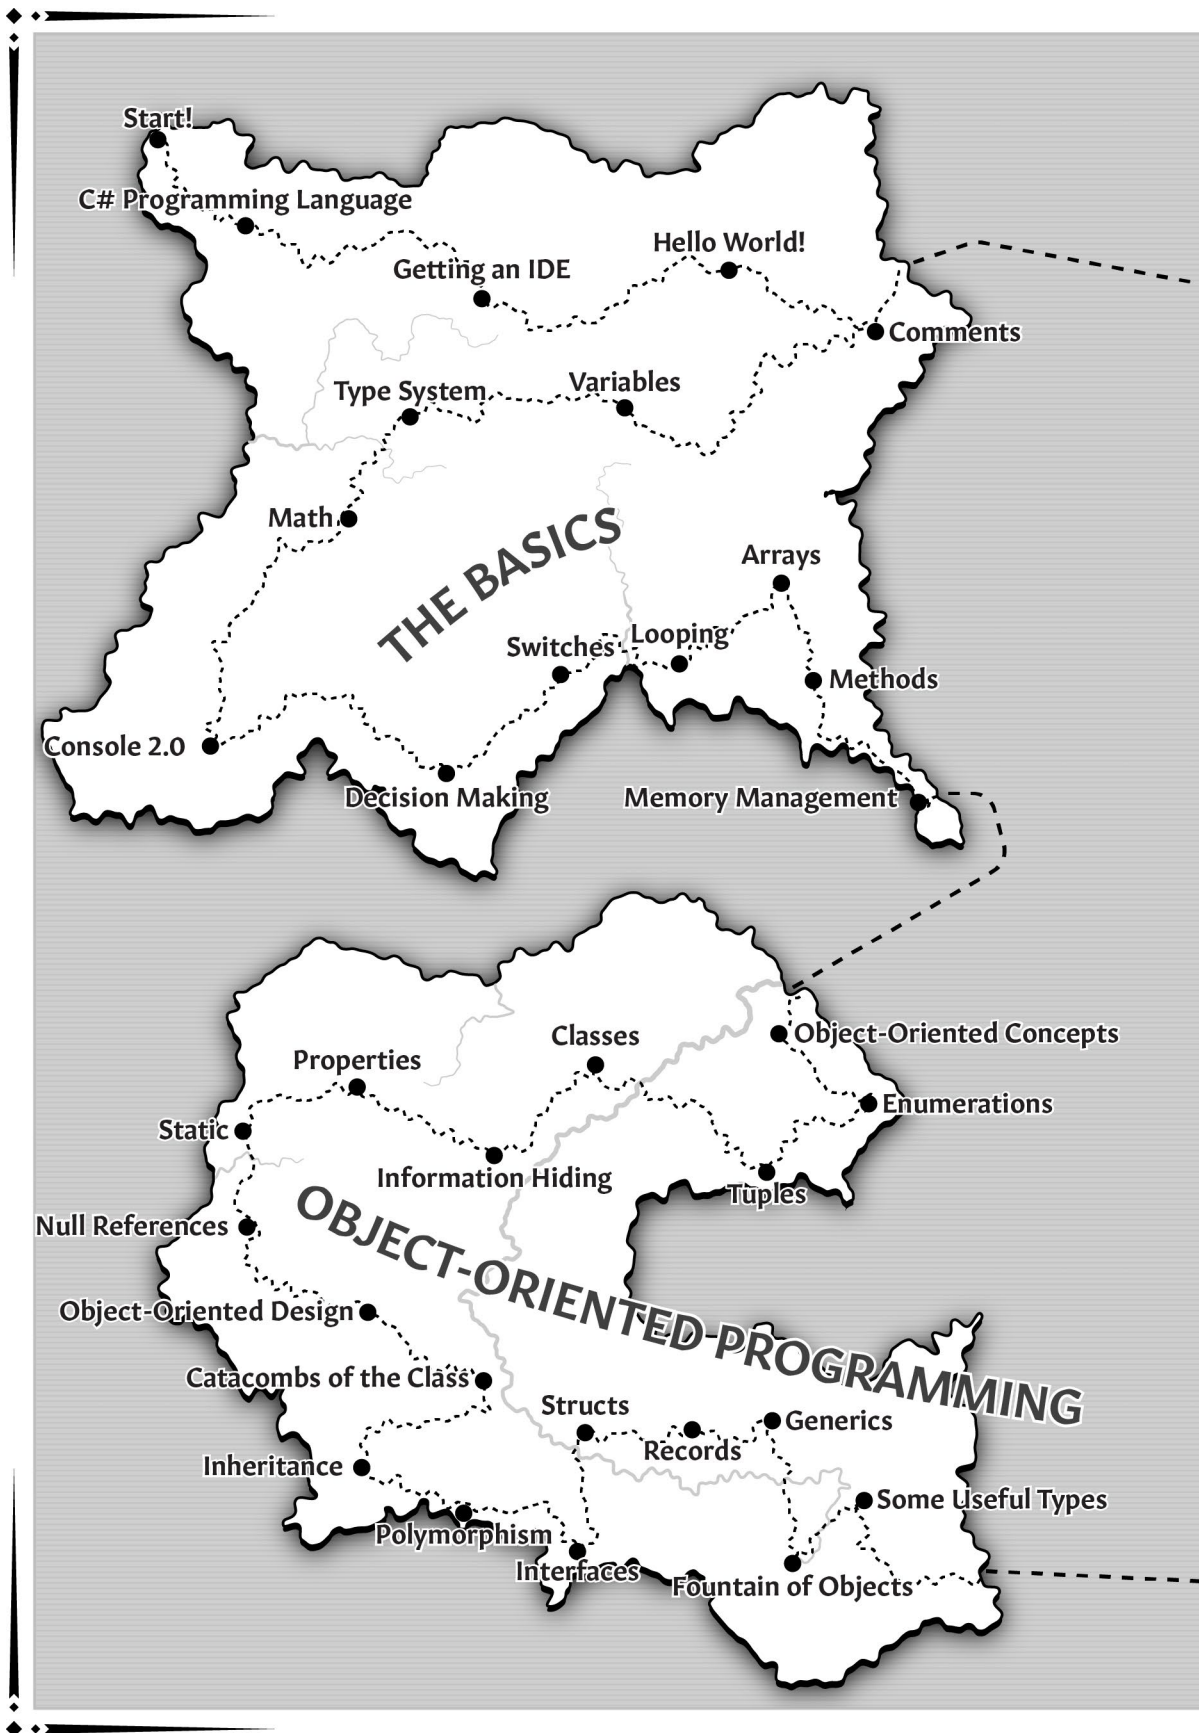 Start!
C# Programming Language
Hello World!
Getting an IDE
Comments
Variables
Type System
Math
THE BASICS
Arrays
Looping
Switches
Methods
Console 2.0
Decision Making
Memory Management
Object-Oriented Concepts
Classes
Properties
Enumerations
Static
Information Hiding
Tuples
Null References
OBJECT-ORIENTED PROGRAMMING
Object-Oriented Design
Catacombs of the Class
Structs
Generics
Records
Inheritance
Some Useful Types
Polymorphism
Interfaces
Fountain of Objects